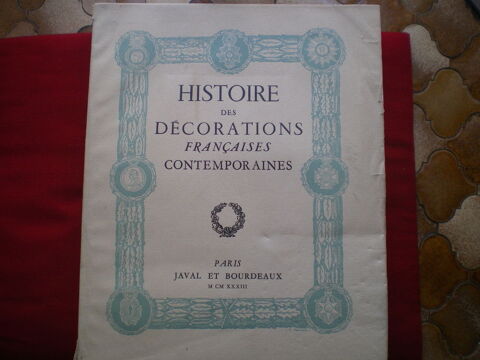 HISTOIRE
DES
DÉCORATIONS
FRANÇAISES
CONTEMPORAINES
PARIS
JAVAL ET BOURDEAUX
M CM XXXIII